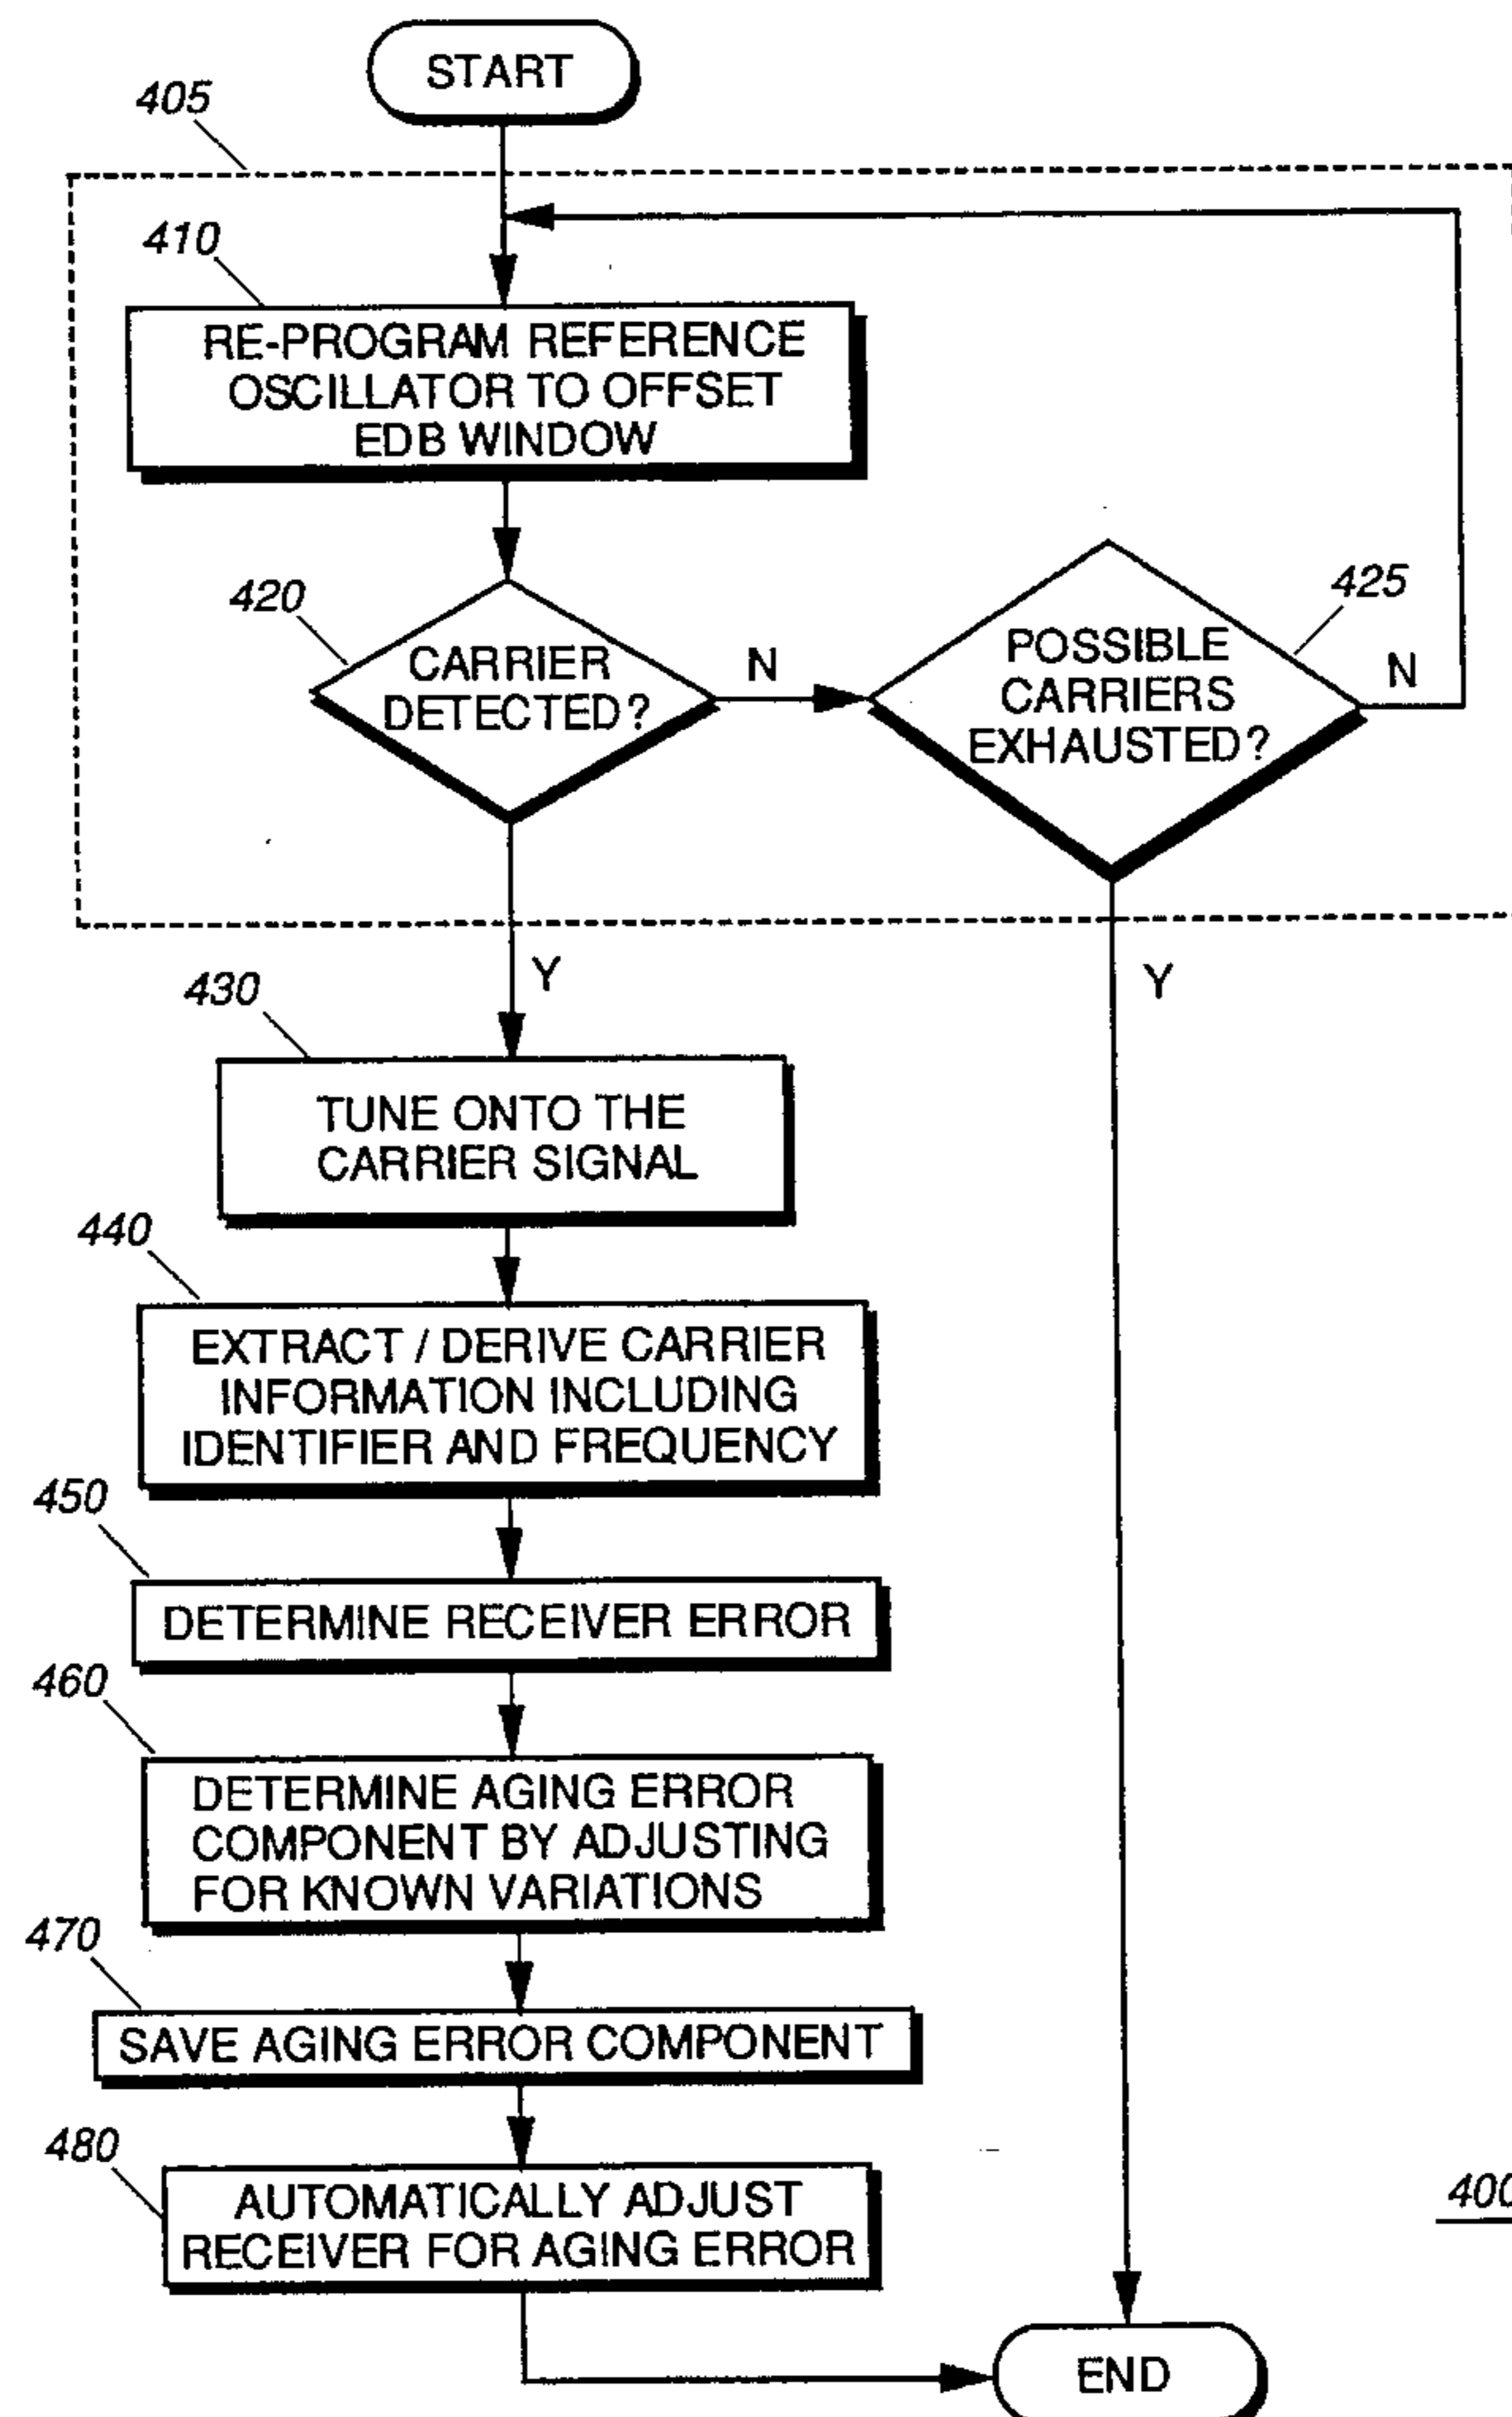 START
405
410
RE-PROGRAM REFERENCE
OSCILLATOR TO OFFSET
EDB WINDOW
420
CARRIER
DETECTED?
N
POSSIBLE
CARRIERS
EXHAUSTED?
425
N
Y
Y
430
TUNE ONTO THE
CARRIER SIGNAL
440
EXTRACT / DERIVE CARRIER
INFORMATION INCLUDING
IDENTIFIER AND FREQUENCY
450
DETERMINE RECEIVER ERROR
460
DETERMINE AGING ERROR
COMPONENT BY ADJUSTING
FOR KNOWN VARIATIONS
470
SAVE AGING ERROR COMPONENT
480
AUTOMATICALLY ADJUST
RECEIVER FOR AGING ERROR
400
END